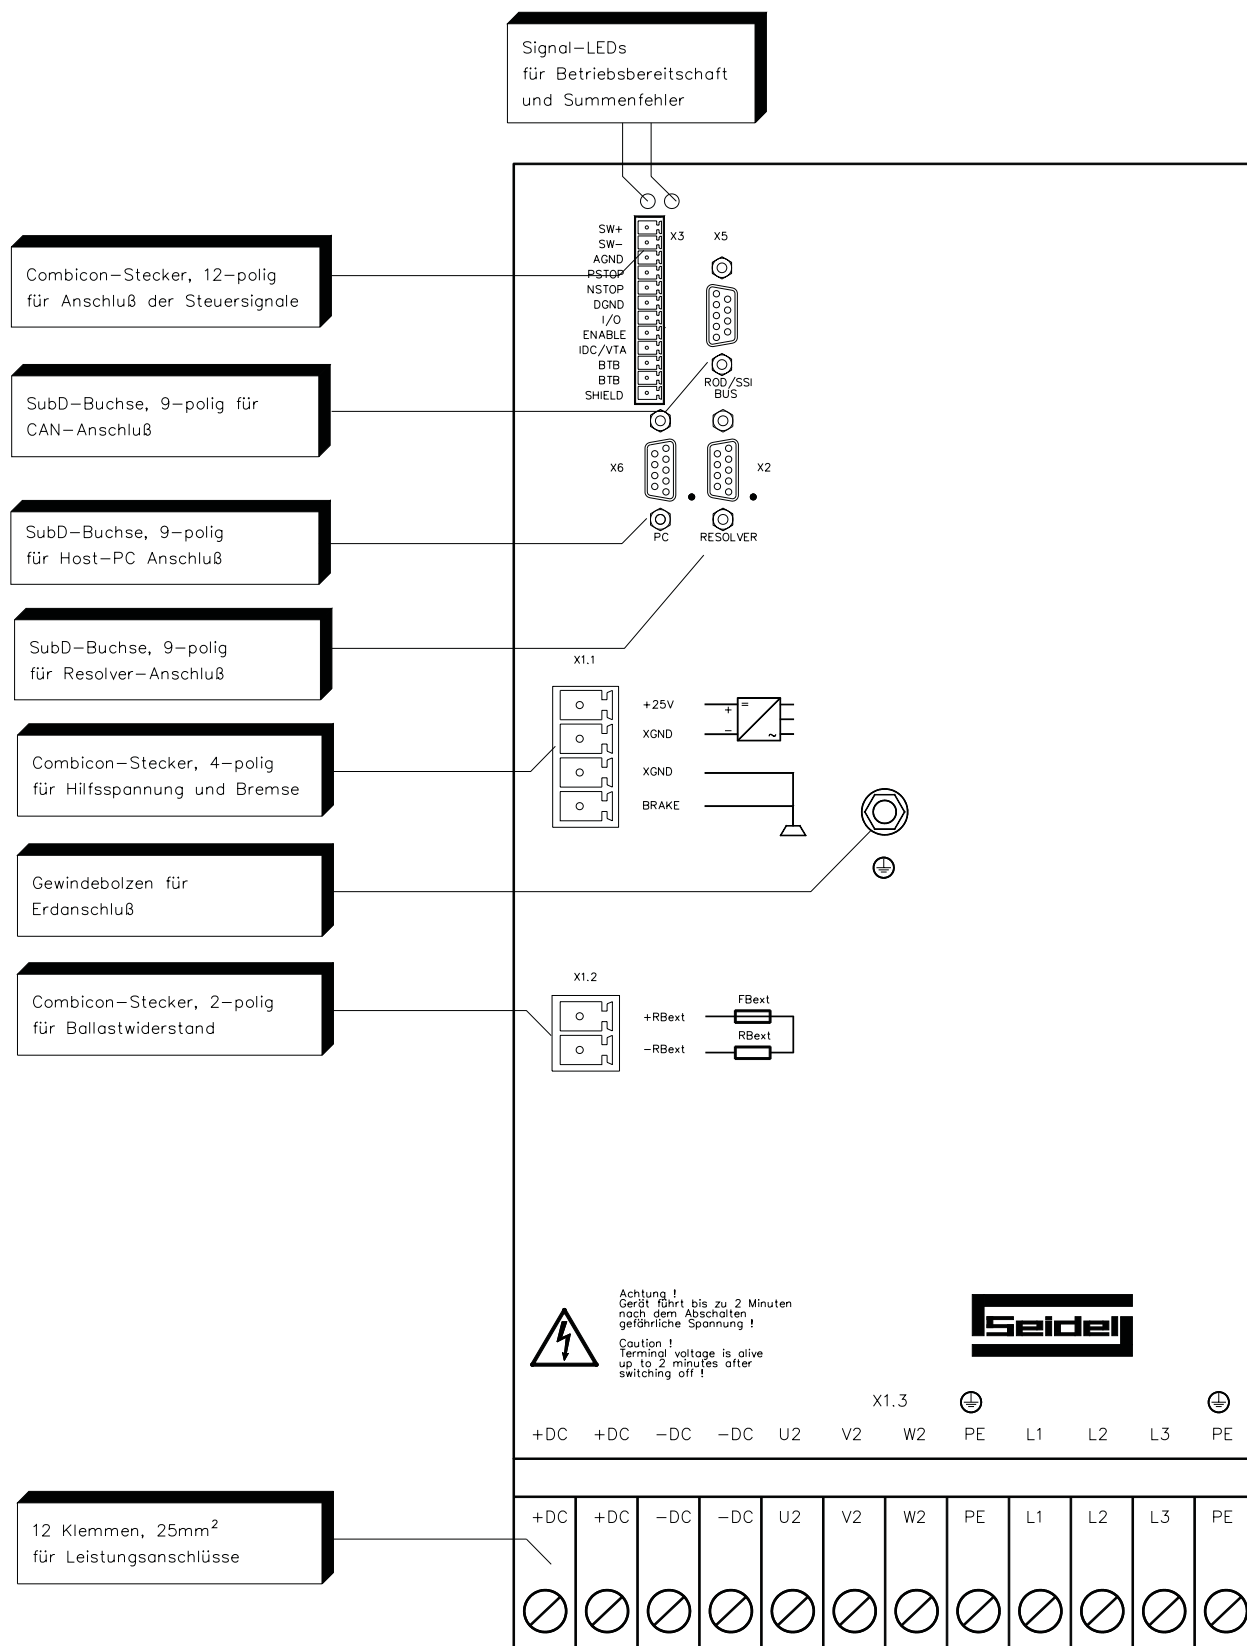 Signal-LEDs
für Betriebsbereitschaft
und Summenfehler
Combicon-Stecker, 12-polig
für Anschluß der Steuersignale
SubD-Buchse, 9-polig für
CAN-Anschluß
SubD-Buchse, 9-polig
für Host-PC Anschluß
SubD-Buchse, 9-polig
für Resolver-Anschluß
Combicon-Stecker, 4-polig
für Hilfsspannung und Bremse
Gewindebolzen für
Erdanschluß
Combicon-Stecker, 2-polig
für Ballastwiderstand
12 Klemmen, 25mm²
für Leistungsanschlüsse
SW+
SW-
AGND
PSTOP
NSTOP
DGND
I/O
ENABLE
IDC/VTA
BTB
BTB
SHIELD
X3
X5
ROD/SSI
BUS
X6
X2
PC
RESOLVER
X1.1
+25V
XGND
XGND
BRAKE
+
-
=
~
X1.2
+RBext
-RBext
FBext
RBext
Achtung !
Gerät führt bis zu 2 Minuten
nach dem Abschalten
gefährliche Spannung !
Caution !
Terminal voltage is alive
up to 2 minutes after
switching off !
Seidel
X1.3
+DC +DC -DC -DC U2 V2 W2 PE L1 L2 L3 PE
+DC +DC -DC -DC U2 V2 W2 PE L1 L2 L3 PE